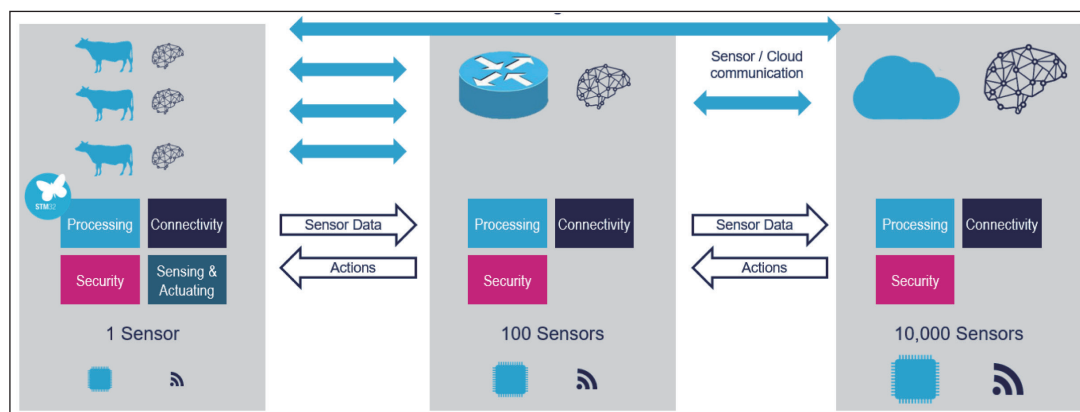 Sensor / Cloud
communication
STM32
Processing
Connectivity
Security
Sensing &
Actuating
1 Sensor
Sensor Data
Actions
Processing
Connectivity
Security
100 Sensors
Sensor Data
Actions
Processing
Connectivity
Security
10,000 Sensors